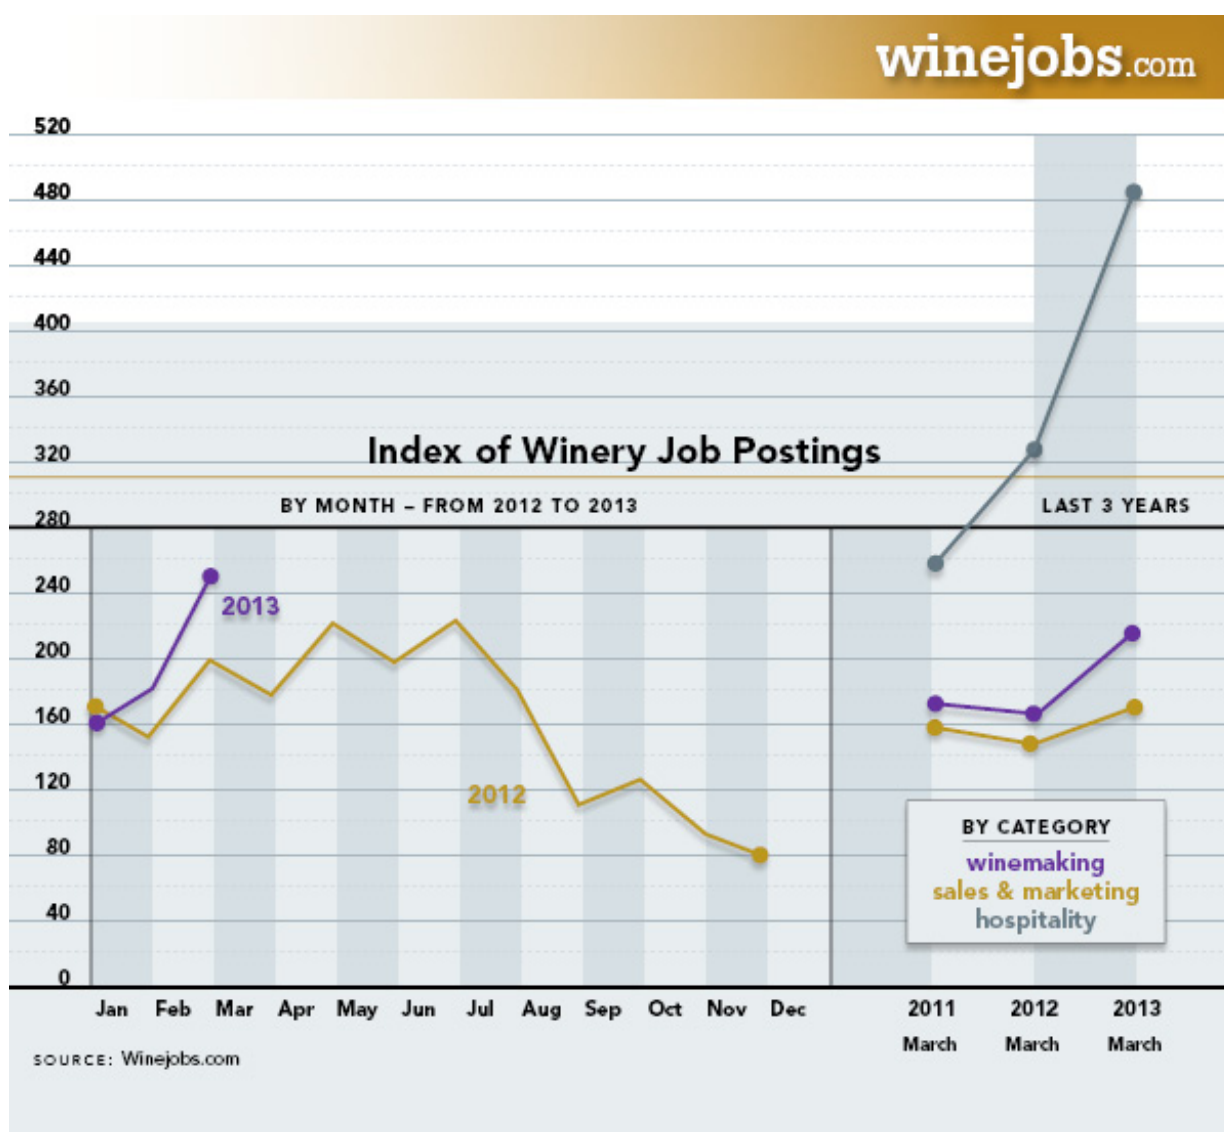 winejobs.com
520
480
440
400
360
320
Index of Winery Job Postings
BY MONTH – FROM 2012 TO 2013
LAST 3 YEARS
280
240
2013
200
160
120
2012
80
40
0
BY CATEGORY
winemaking
sales & marketing
hospitality
Jan Feb Mar Apr May Jun Jul Aug Sep Oct Nov Dec
2011 2012 2013
March March March
SOURCE: Winejobs.com